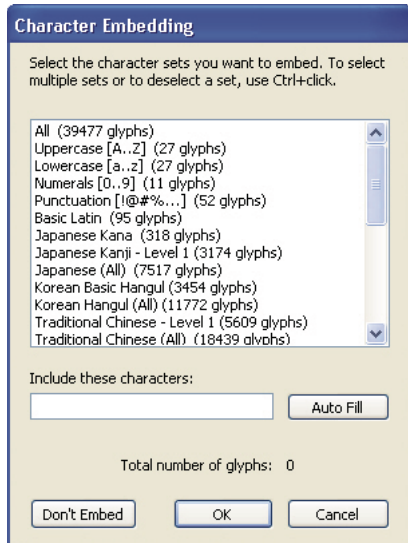 Character Embedding
Select the character sets you want to embed. To select
multiple sets or to deselect a set, use Ctrl+click.
All (39477 glyphs)
Uppercase [A..Z] (27 glyphs)
Lowercase [a..z] (27 glyphs)
Numerals [0..9] (11 glyphs)
Punctuation [!@#%...] (52 glyphs)
Basic Latin (95 glyphs)
Japanese Kana (318 glyphs)
Japanese Kanji - Level 1 (3174 glyphs)
Japanese (All) (7517 glyphs)
Korean Basic Hangul (3454 glyphs)
Korean Hangul (All) (11772 glyphs)
Traditional Chinese - Level 1 (5609 glyphs)
Traditional Chinese (All) (18439 glyphs)
Include these characters:
Auto Fill
Total number of glyphs: 0
Don't Embed OK Cancel